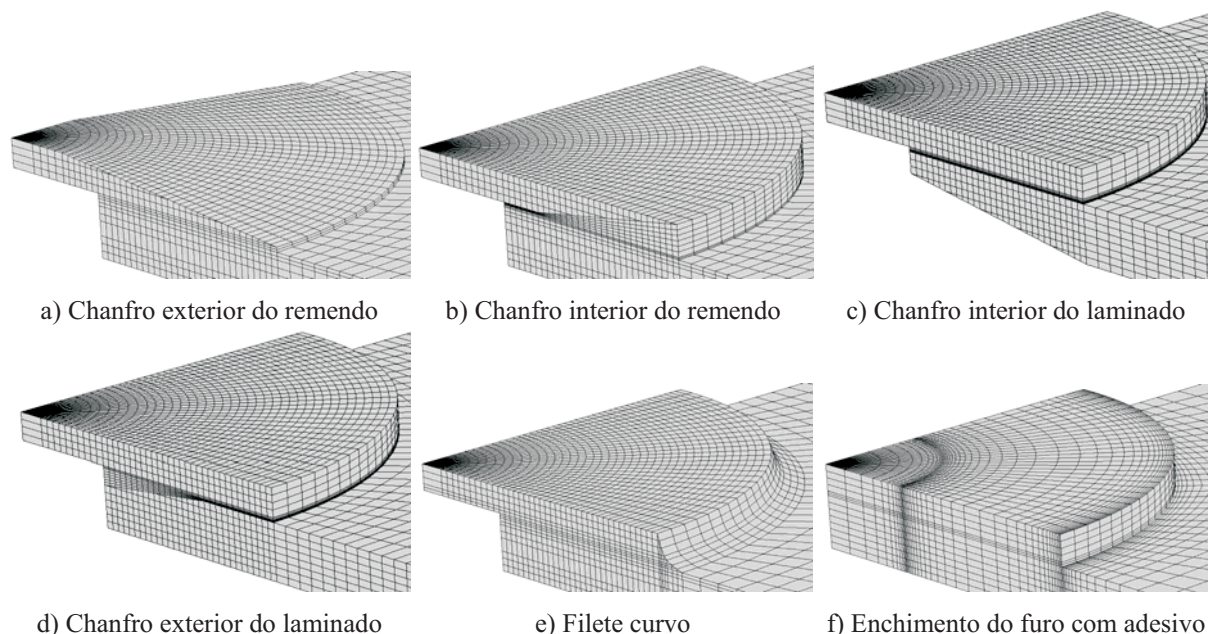 a) Chanfro exterior do remendo
b) Chanfro interior do remendo
c) Chanfro interior do laminado
d) Chanfro exterior do laminado
e) Filete curvo
f) Enchimento do furo com adesivo